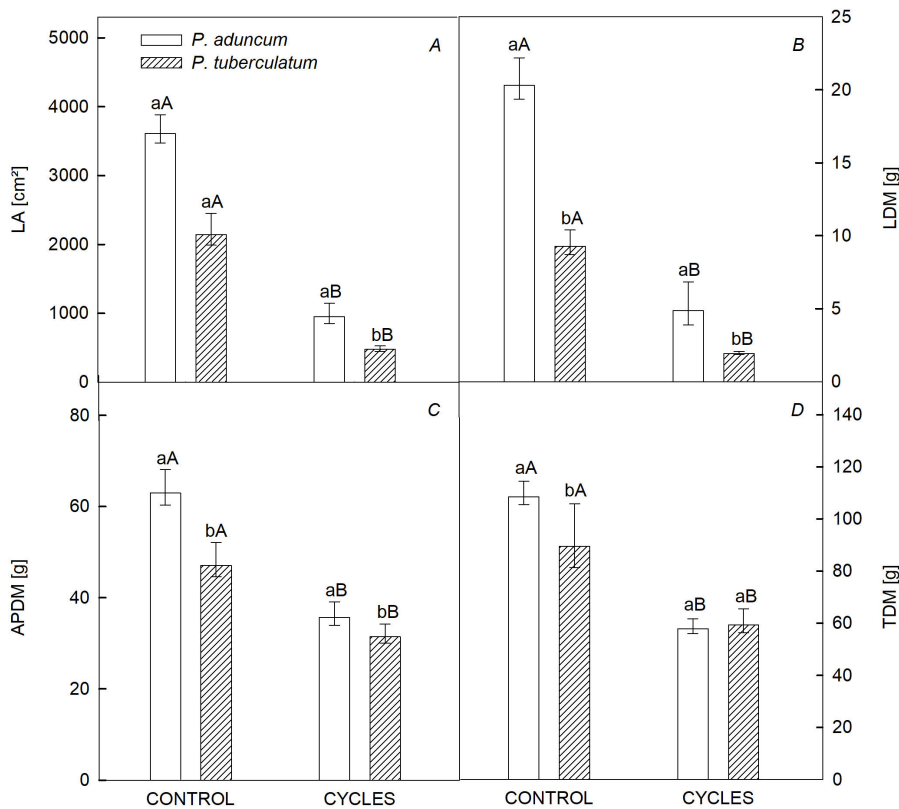 P. aduncum
P. tuberculatum
A
LA [cm²]
5000
4000
3000
2000
1000
0
aA
aA
aB
bB
B
LDM [g]
25
20
15
10
5
0
aA
bA
aB
bB
C
APDM [g]
80
60
40
20
0
aA
bA
aB
bB
CONTROL
CYCLES
D
TDM [g]
140
120
100
80
60
40
20
0
aA
bA
aB
aB
CONTROL
CYCLES